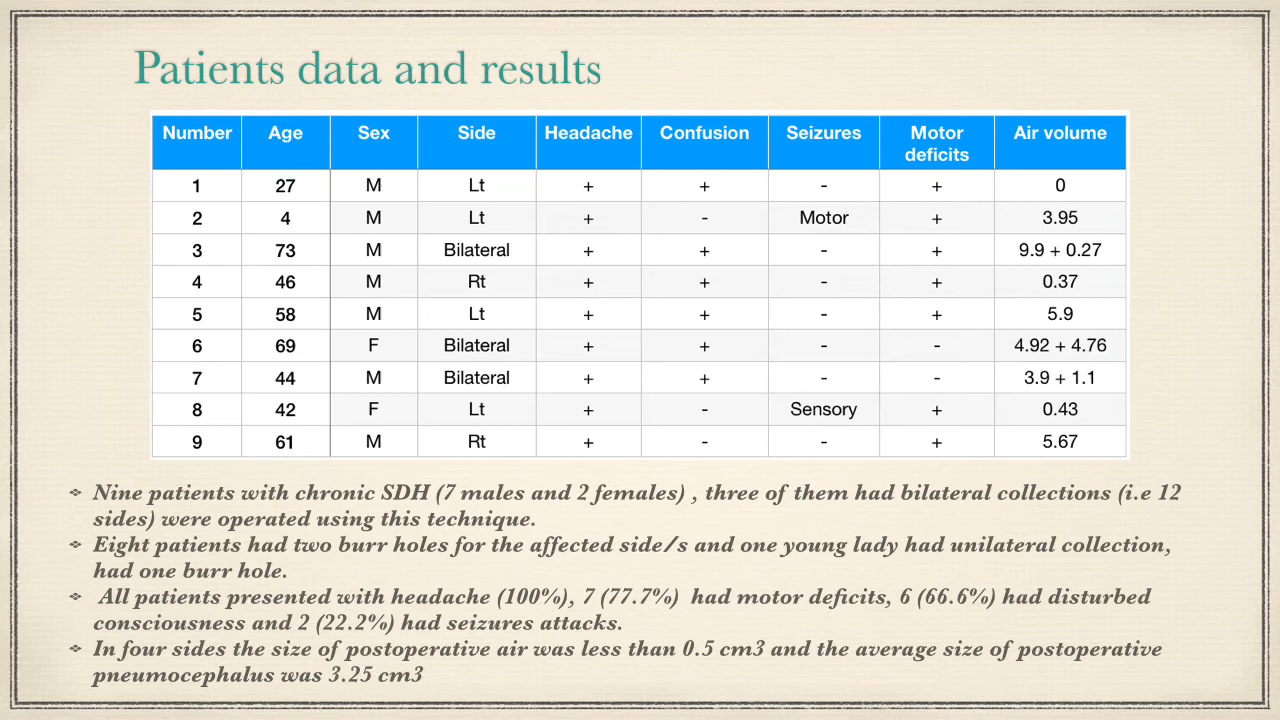 Patients data and results
Number Age Sex Side Headache Confusion Seizures Motor deficits Air volume
1 27 M Lt + + - + 0
2 4 M Lt + - Motor + 3.95
3 73 M Bilateral + + - + 9.9 + 0.27
4 46 M Rt + + - + 0.37
5 58 M Lt + + - + 5.9
6 69 F Bilateral + + - - 4.92 + 4.76
7 44 M Bilateral + + - - 3.9 + 1.1
8 42 F Lt + - Sensory + 0.43
9 61 M Rt + - - + 5.67
Nine patients with chronic SDH (7 males and 2 females) , three of them had bilateral collections (i.e 12
sides) were operated using this technique.
Eight patients had two burr holes for the affected side/s and one young lady had unilateral collection,
had one burr hole.
All patients presented with headache (100%), 7 (77.7%) had motor deficits, 6 (66.6%) had disturbed
consciousness and 2 (22.2%) had seizures attacks.
In four sides the size of postoperative air was less than 0.5 cm3 and the average size of postoperative
pneumocephalus was 3.25 cm3